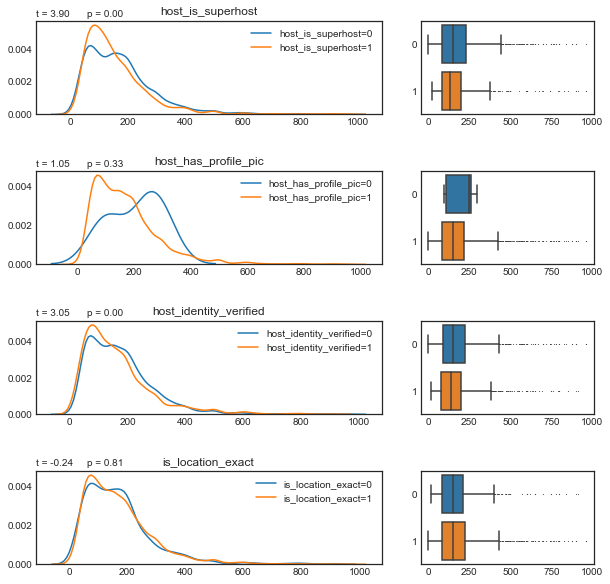 t = 3.90 p = 0.00 host_is_superhost
host_is_superhost=0
host_is_superhost=1
0.004
0.002
0.000
0 200 400 600 800 1000
0
1
0 250 500 750 1000
t = 1.05 p = 0.33 host_has_profile_pic
host_has_profile_pic=0
host_has_profile_pic=1
0.004
0.002
0.000
0 200 400 600 800 1000
0
1
0 250 500 750 1000
t = 3.05 p = 0.00 host_identity_verified
host_identity_verified=0
host_identity_verified=1
0.004
0.002
0.000
0 200 400 600 800 1000
0
1
0 250 500 750 1000
t = -0.24 p = 0.81 is_location_exact
is_location_exact=0
is_location_exact=1
0.004
0.002
0.000
0 200 400 600 800 1000
0
1
0 250 500 750 1000